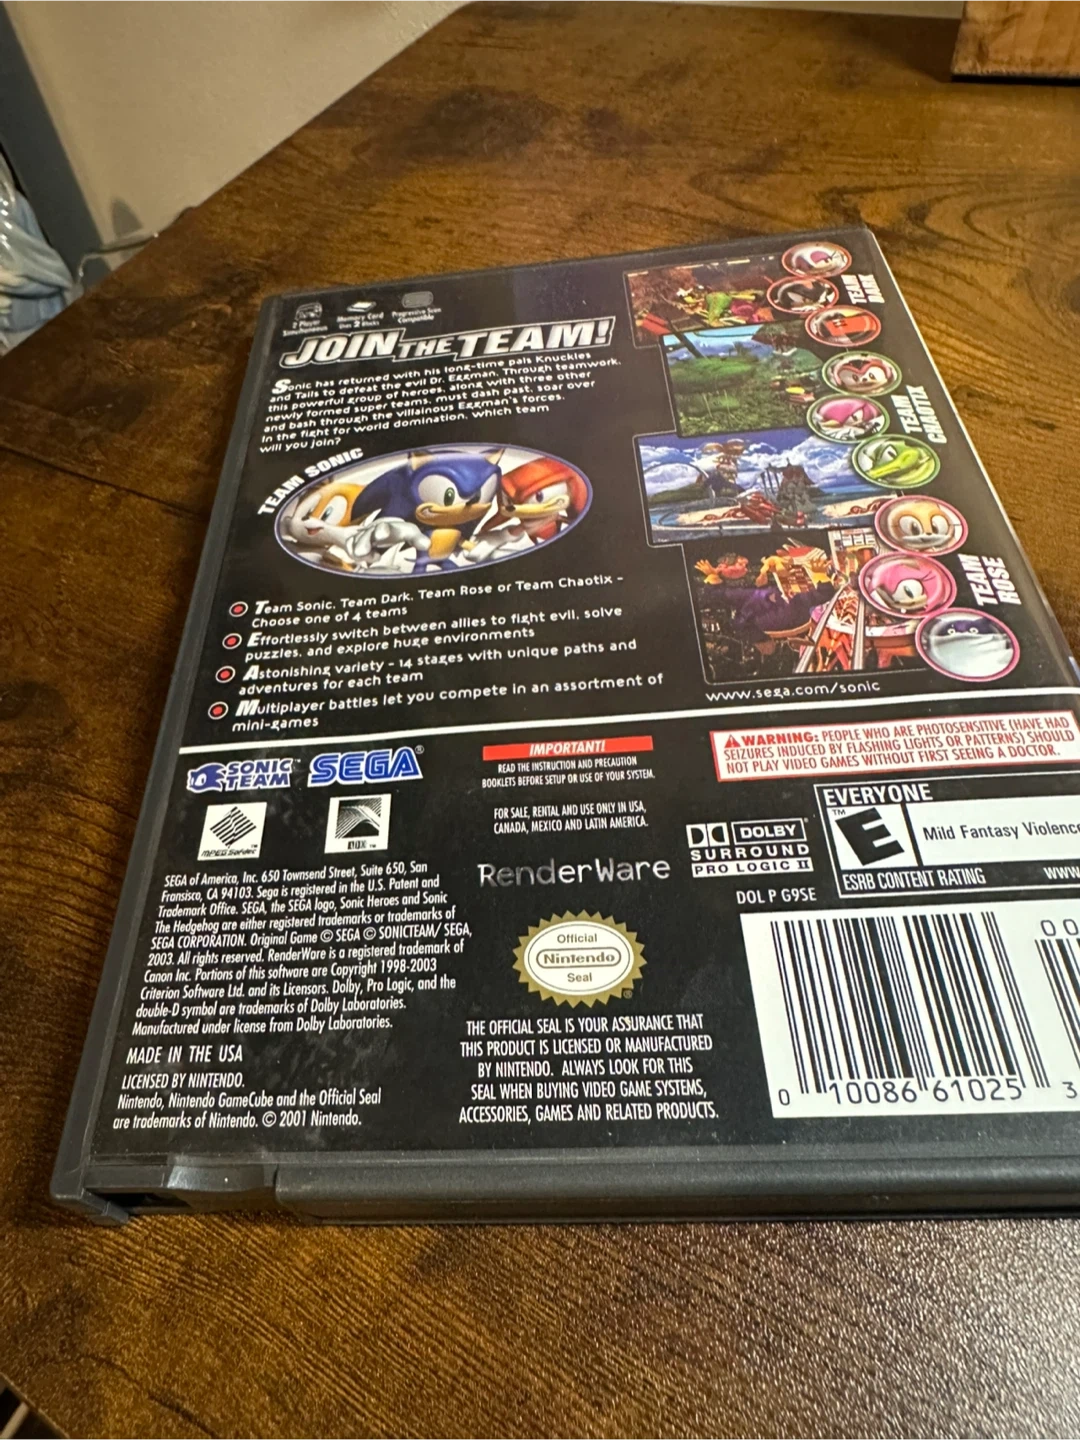 2 Player
Simultaneous
Memory Card
Uses 2 Blocks
Progressive Scan
Compatible
JOIN THE TEAM!
Sonic has returned with his long-time pals Knuckles
and Tails to defeat the evil Dr. Eggman. Through teamwork,
this powerful group of heroes, along with three other
newly formed super teams, must dash past, soar over
and bash through the villainous Eggman's forces.
In the fight for world domination, which team
will you join?
TEAM SONIC
TEAM
DARK
TEAM
CHAOTIX
TEAM
ROSE
Team Sonic, Team Dark, Team Rose or Team Chaotix -
Choose one of 4 teams
Effortlessly switch between allies to fight evil, solve
puzzles, and explore huge environments
Astonishing variety - 14 stages with unique paths and
adventures for each team
Multiplayer battles let you compete in an assortment of
mini-games
www.sega.com/sonic
SONIC
TEAM™
SEGA®
IMPORTANT!
READ THE INSTRUCTION AND PRECAUTION
BOOKLETS BEFORE SETUP OR USE OF YOUR SYSTEM.
WARNING: PEOPLE WHO ARE PHOTOSENSITIVE (HAVE HAD
SEIZURES INDUCED BY FLASHING LIGHTS OR PATTERNS) SHOULD
NOT PLAY VIDEO GAMES WITHOUT FIRST SEEING A DOCTOR.
FOR SALE, RENTAL AND USE ONLY IN USA,
CANADA, MEXICO AND LATIN AMERICA.
MPEG Sofdec™
RenderWare
DOLBY®
SURROUND
PRO LOGIC II
DOL P G9SE
EVERYONE
™
E
Mild Fantasy Violence
ESRB CONTENT RATING
www.
SEGA of America, Inc. 650 Townsend Street, Suite 650, San
Fransisco, CA 94103. Sega is registered in the U.S. Patent and
Trademark Office. SEGA, the SEGA logo, Sonic Heroes and Sonic
The Hedgehog are either registered trademarks or trademarks of
SEGA CORPORATION. Original Game © SEGA © SONICTEAM/ SEGA,
2003. All rights reserved. RenderWare is a registered trademark of
Canon Inc. Portions of this software are Copyright 1998-2003
Criterion Software Ltd. and its Licensors. Dolby, Pro Logic, and the
double-D symbol are trademarks of Dolby Laboratories.
Manufactured under license from Dolby Laboratories.
MADE IN THE USA
LICENSED BY NINTENDO.
Nintendo, Nintendo GameCube and the Official Seal
are trademarks of Nintendo. © 2001 Nintendo.
Official
Nintendo
Seal
®
THE OFFICIAL SEAL IS YOUR ASSURANCE THAT
THIS PRODUCT IS LICENSED OR MANUFACTURED
BY NINTENDO. ALWAYS LOOK FOR THIS
SEAL WHEN BUYING VIDEO GAME SYSTEMS,
ACCESSORIES, GAMES AND RELATED PRODUCTS.
00
0 10086 61025 3